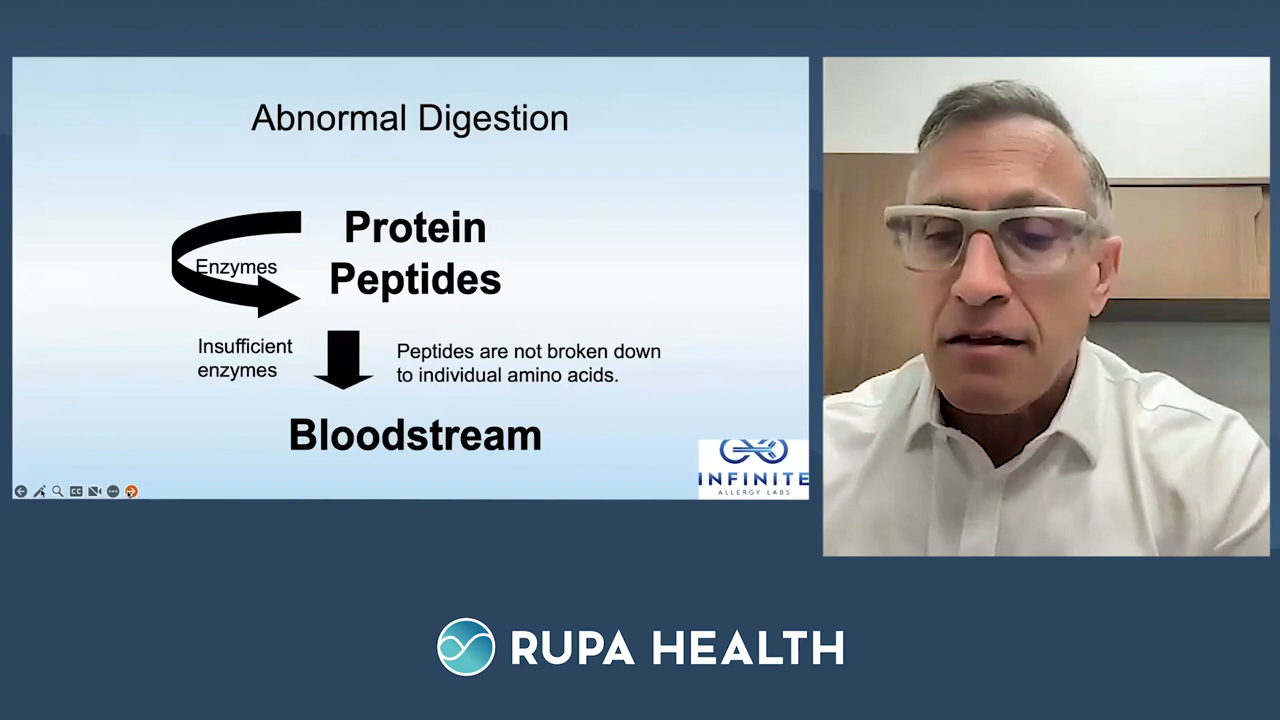 Abnormal Digestion
Protein
Enzymes
Peptides
Insufficient
enzymes
Peptides are not broken down
to individual amino acids.
Bloodstream
CC
INFINITE
ALLERGY LABS
RUPA HEALTH